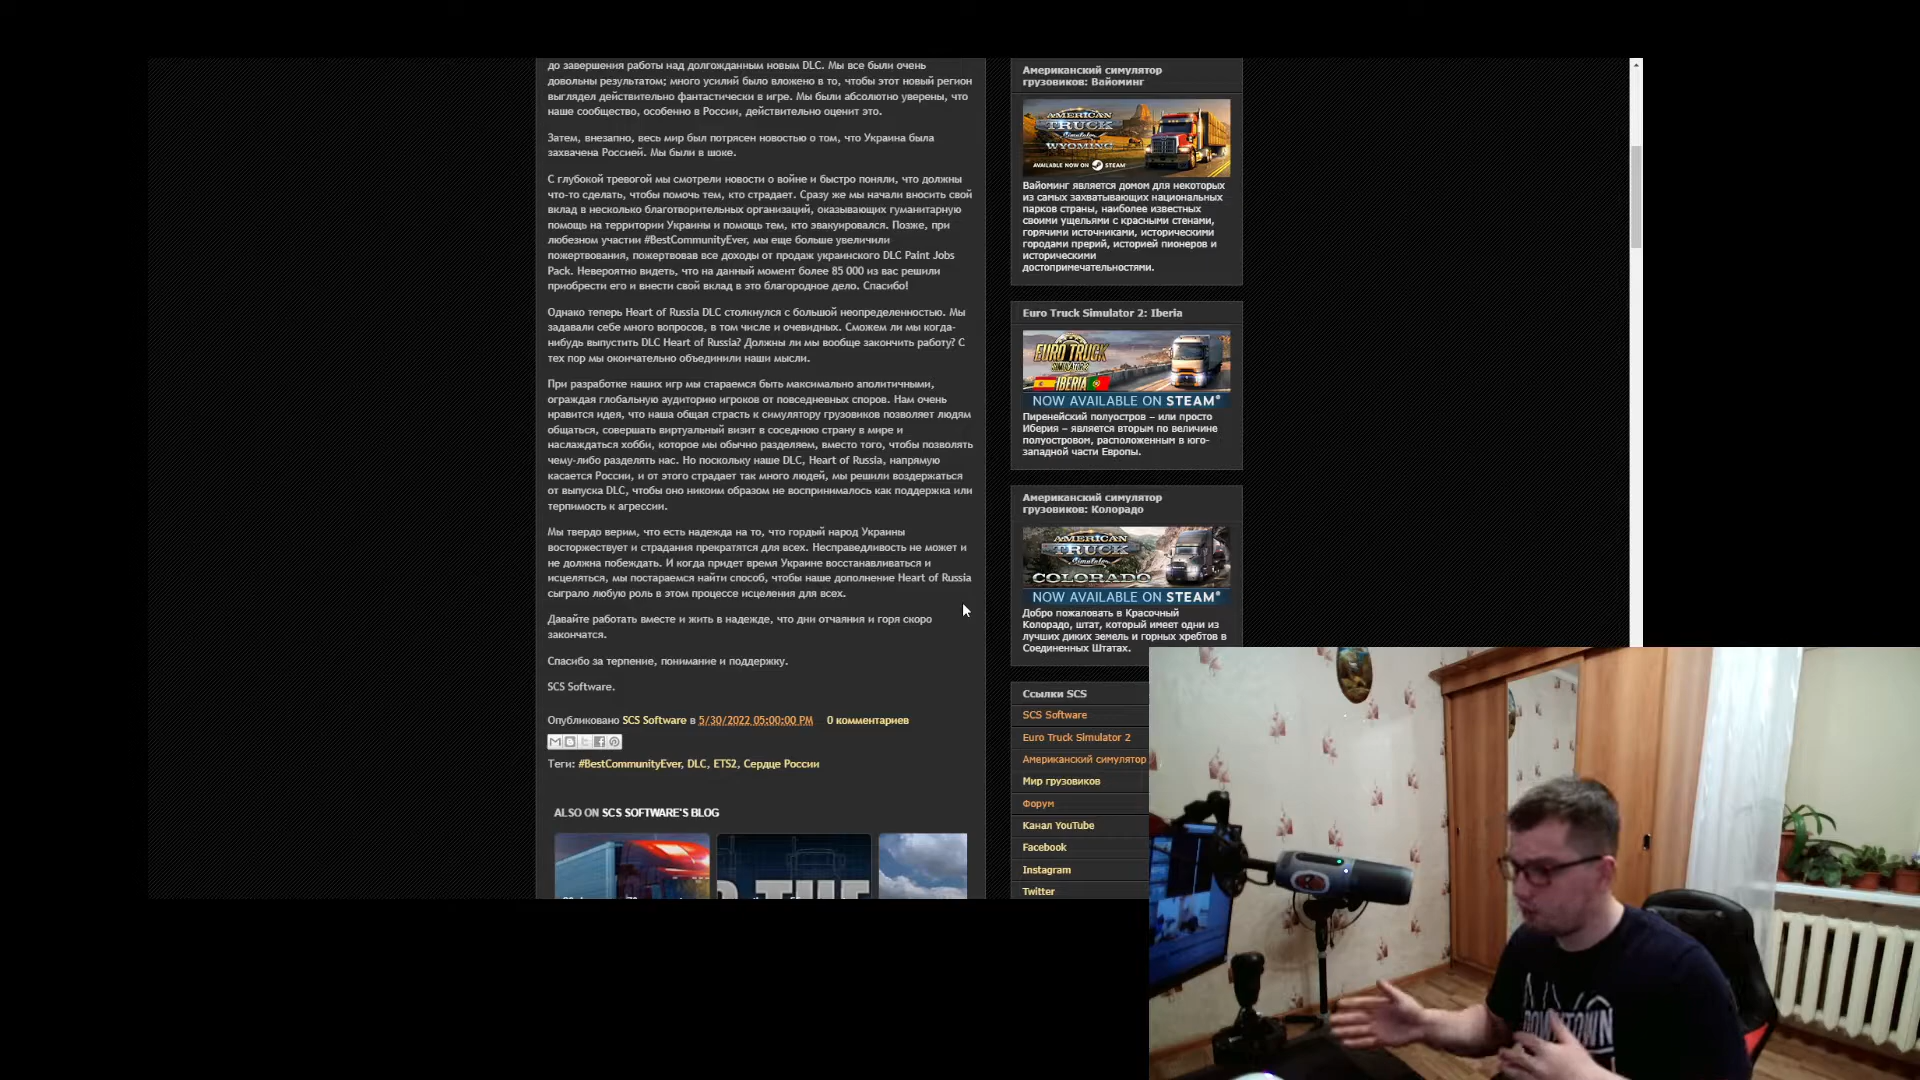 до завершения работы над долгожданным новым DLC. Мы все были очень
довольны результатом; много усилий было вложено в то, чтобы этот новый регион
выглядел действительно фантастически в игре. Мы были абсолютно уверены, что
наше сообщество, особенно в России, действительно оценит это.
Затем, внезапно, весь мир был потрясен новостью о том, что Украина была
захвачена Россией. Мы были в шоке.
С глубокой тревогой мы смотрели новости о войне и быстро поняли, что должны
что-то сделать, чтобы помочь тем, кто страдает. Сразу же мы начали вносить свой
вклад в несколько благотворительных организаций, оказывающих гуманитарную
помощь на территории Украины и помощь тем, кто эвакуировался. Позже, при
любезном участии #BestCommunityEver, мы еще больше увеличили
пожертвования, пожертвовав все доходы от продаж украинского DLC Paint Jobs
Pack. Невероятно видеть, что на данный момент более 85 000 из вас решили
приобрести его и внести свой вклад в это благородное дело. Спасибо!
Однако теперь Heart of Russia DLC столкнулся с большой неопределенностью. Мы
задавали себе много вопросов, в том числе и очевидных. Сможем ли мы когда-
нибудь выпустить DLC Heart of Russia? Должны ли мы вообще закончить работу? С
тех пор мы окончательно объединили наши мысли.
При разработке наших игр мы стараемся быть максимально аполитичными,
ограждая глобальную аудиторию игроков от повседневных споров. Нам очень
нравится идея, что наша общая страсть к симулятору грузовиков позволяет людям
общаться, совершать виртуальный визит в соседнюю страну в мире и
наслаждаться хобби, которое мы обычно разделяем, вместо того, чтобы позволять
чему-либо разделять нас. Но поскольку наше DLC, Heart of Russia, напрямую
касается России, и от этого страдает так много людей, мы решили воздержаться
от выпуска DLC, чтобы оно никоим образом не воспринималось как поддержка или
терпимость к агрессии.
Мы твердо верим, что есть надежда на то, что гордый народ Украины
восторжествует и страдания прекратятся для всех. Несправедливость не может и
не должна побеждать. И когда придет время Украине восстанавливаться и
исцеляться, мы постараемся найти способ, чтобы наше дополнение Heart of Russia
сыграло любую роль в этом процессе исцеления для всех.
Давайте работать вместе и жить в надежде, что дни отчаяния и горя скоро
закончатся.
Спасибо за терпение, понимание и поддержку.
SCS Software.
Опубликовано SCS Software в 5/30/2022 05:00:00 PM 0 комментариев
Теги: #BestCommunityEver, DLC, ETS2, Сердце России
ALSO ON SCS SOFTWARE'S BLOG
Американский симулятор
грузовиков: Вайоминг
AMERICAN
TRUCK
Simulator
WYOMING
AVAILABLE NOW ON STEAM
Вайоминг является домом для некоторых
из самых захватывающих национальных
парков страны, наиболее известных
своими ущельями с красными стенами,
горячими источниками, историческими
городами прерий, историей пионеров и
историческими
достопримечательностями.
Euro Truck Simulator 2: Iberia
EURO TRUCK
SIMULATOR 2
IBERIA
NOW AVAILABLE ON STEAM
Пиренейский полуостров – или просто
Иберия – является вторым по величине
полуостровом, расположенным в юго-
западной части Европы.
Американский симулятор
грузовиков: Колорадо
AMERICAN
TRUCK
Simulator
COLORADO
NOW AVAILABLE ON STEAM
Добро пожаловать в Красочный
Колорадо, штат, который имеет одни из
лучших диких земель и горных хребтов в
Соединенных Штатах.
Ссылки SCS
SCS Software
Euro Truck Simulator 2
Американский симулятор
Мир грузовиков
Форум
Канал YouTube
Facebook
Instagram
Twitter
DOWNTOWN